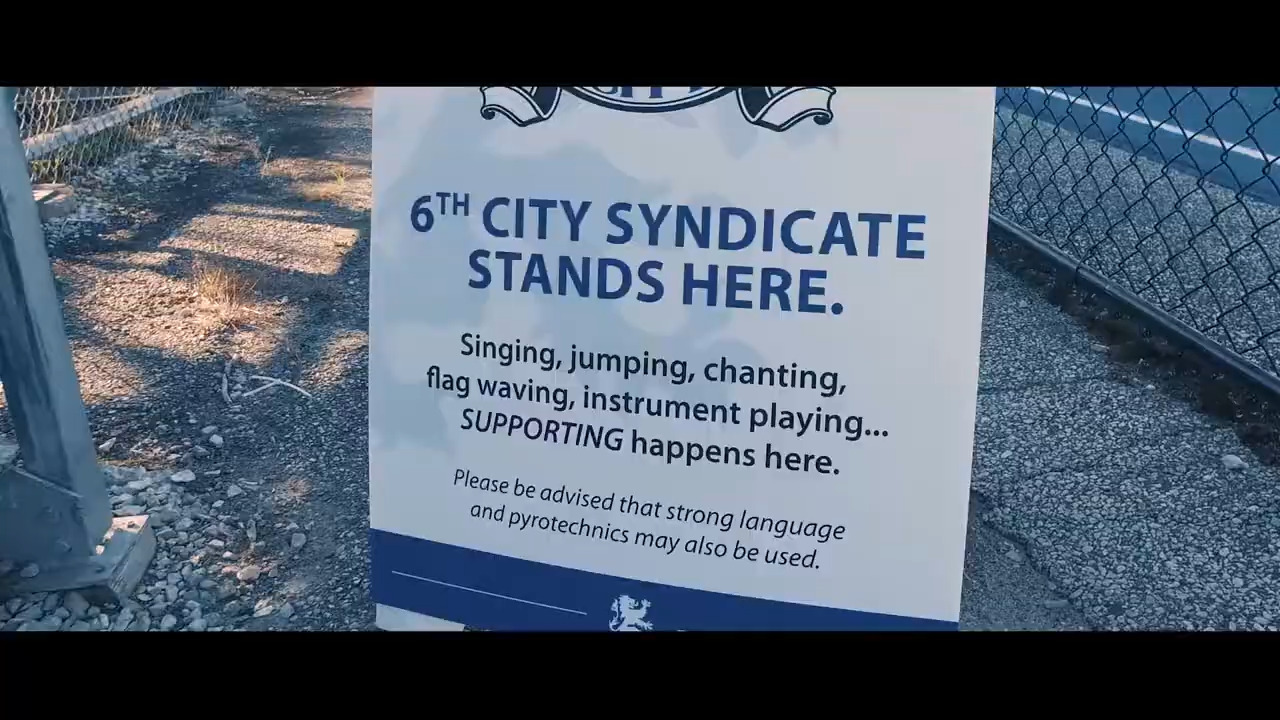 6TH CITY SYNDICATE
STANDS HERE.
Singing, jumping, chanting,
flag waving, instrument playing...
SUPPORTING happens here.
Please be advised that strong language
and pyrotechnics may also be used.